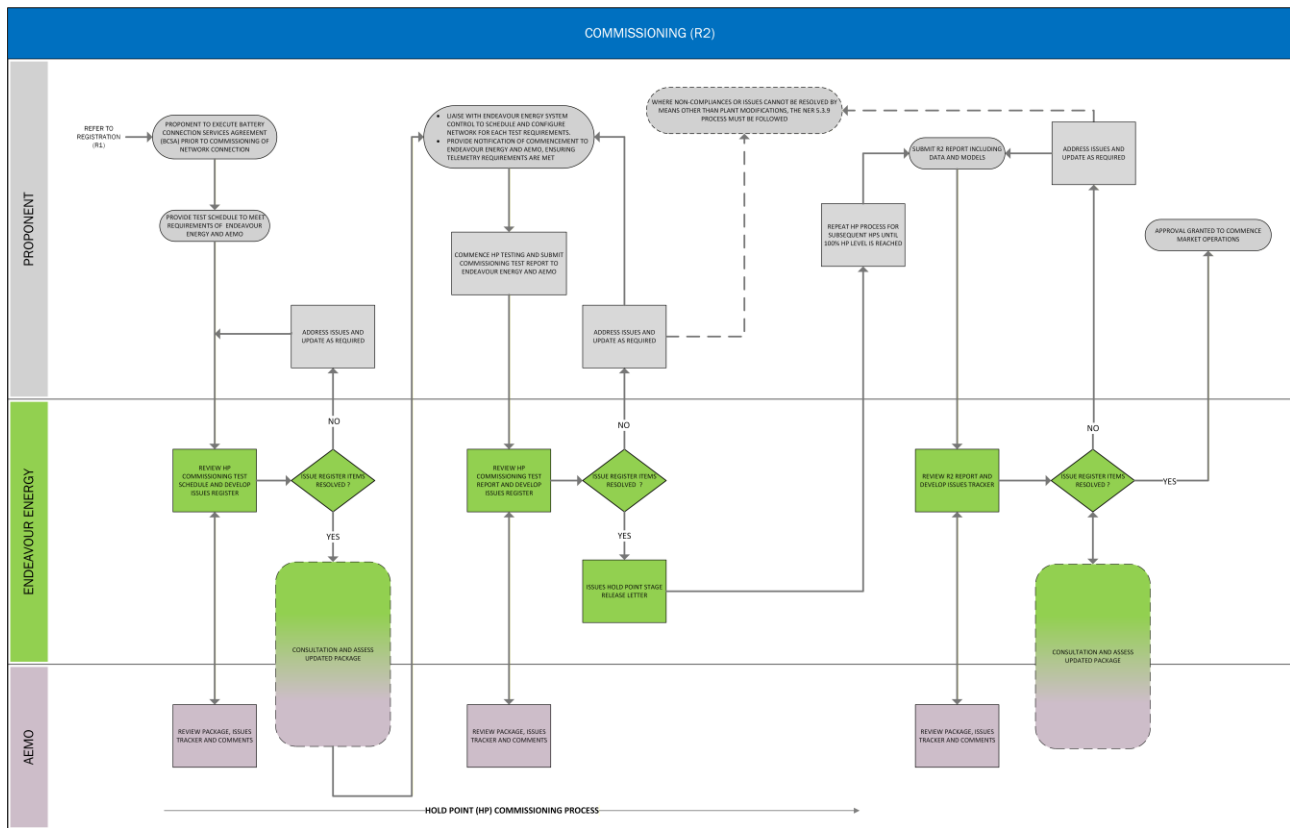 COMMISSIONING (R2)
PROPONENT
REFER TO
REGISTRATION
(R1)
PROPONENT TO EXECUTE BATTERY
CONNECTION SERVICES AGREEMENT
(BCSA) PRIOR TO COMMISSIONING OF
NETWORK CONNECTION
PROVIDE TEST SCHEDULE TO MEET
REQUIREMENTS OF ENDEAVOUR
ENERGY AND AEMO
ADDRESS ISSUES AND
UPDATE AS REQUIRED
• LIAISE WITH ENDEAVOUR ENERGY SYSTEM
CONTROL TO SCHEDULE AND CONFIGURE
NETWORK FOR EACH TEST REQUIREMENTS.
• PROVIDE NOTIFICATION OF COMMENCEMENT TO
ENDEAVOUR ENERGY AND AEMO, ENSURING
TELEMETRY REQUIREMENTS ARE MET
COMMENCE HP TESTING AND SUBMIT
COMMISSIONING TEST REPORT TO
ENDEAVOUR ENERGY AND AEMO
ADDRESS ISSUES AND
UPDATE AS REQUIRED
WHERE NON-COMPLIANCES OR ISSUES CANNOT BE RESOLVED BY
MEANS OTHER THAN PLANT MODIFICATIONS, THE NER 5.3.9
PROCESS MUST BE FOLLOWED
REPEAT HP PROCESS FOR
SUBSEQUENT HPS UNTIL
100% HP LEVEL IS REACHED
SUBMIT R2 REPORT INCLUDING
DATA AND MODELS
ADDRESS ISSUES AND
UPDATE AS REQUIRED
APPROVAL GRANTED TO COMMENCE
MARKET OPERATIONS
ENDEAVOUR ENERGY
REVIEW HP
COMMISSIONING TEST
SCHEDULE AND DEVELOP
ISSUES REGISTER
NO
ISSUE REGISTER ITEMS
RESOLVED ?
YES
CONSULTATION AND ASSESS
UPDATED PACKAGE
REVIEW HP
COMMISSIONING TEST
REPORT AND DEVELOP
ISSUES REGISTER
NO
ISSUE REGISTER ITEMS
RESOLVED ?
YES
ISSUES HOLD POINT STAGE
RELEASE LETTER
REVIEW R2 REPORT AND
DEVELOP ISSUES TRACKER
NO
ISSUE REGISTER ITEMS
RESOLVED ?
YES
CONSULTATION AND ASSESS
UPDATED PACKAGE
AEMO
REVIEW PACKAGE, ISSUES
TRACKER AND COMMENTS
REVIEW PACKAGE, ISSUES
TRACKER AND COMMENTS
REVIEW PACKAGE, ISSUES
TRACKER AND COMMENTS
HOLD POINT (HP) COMMISSIONING PROCESS